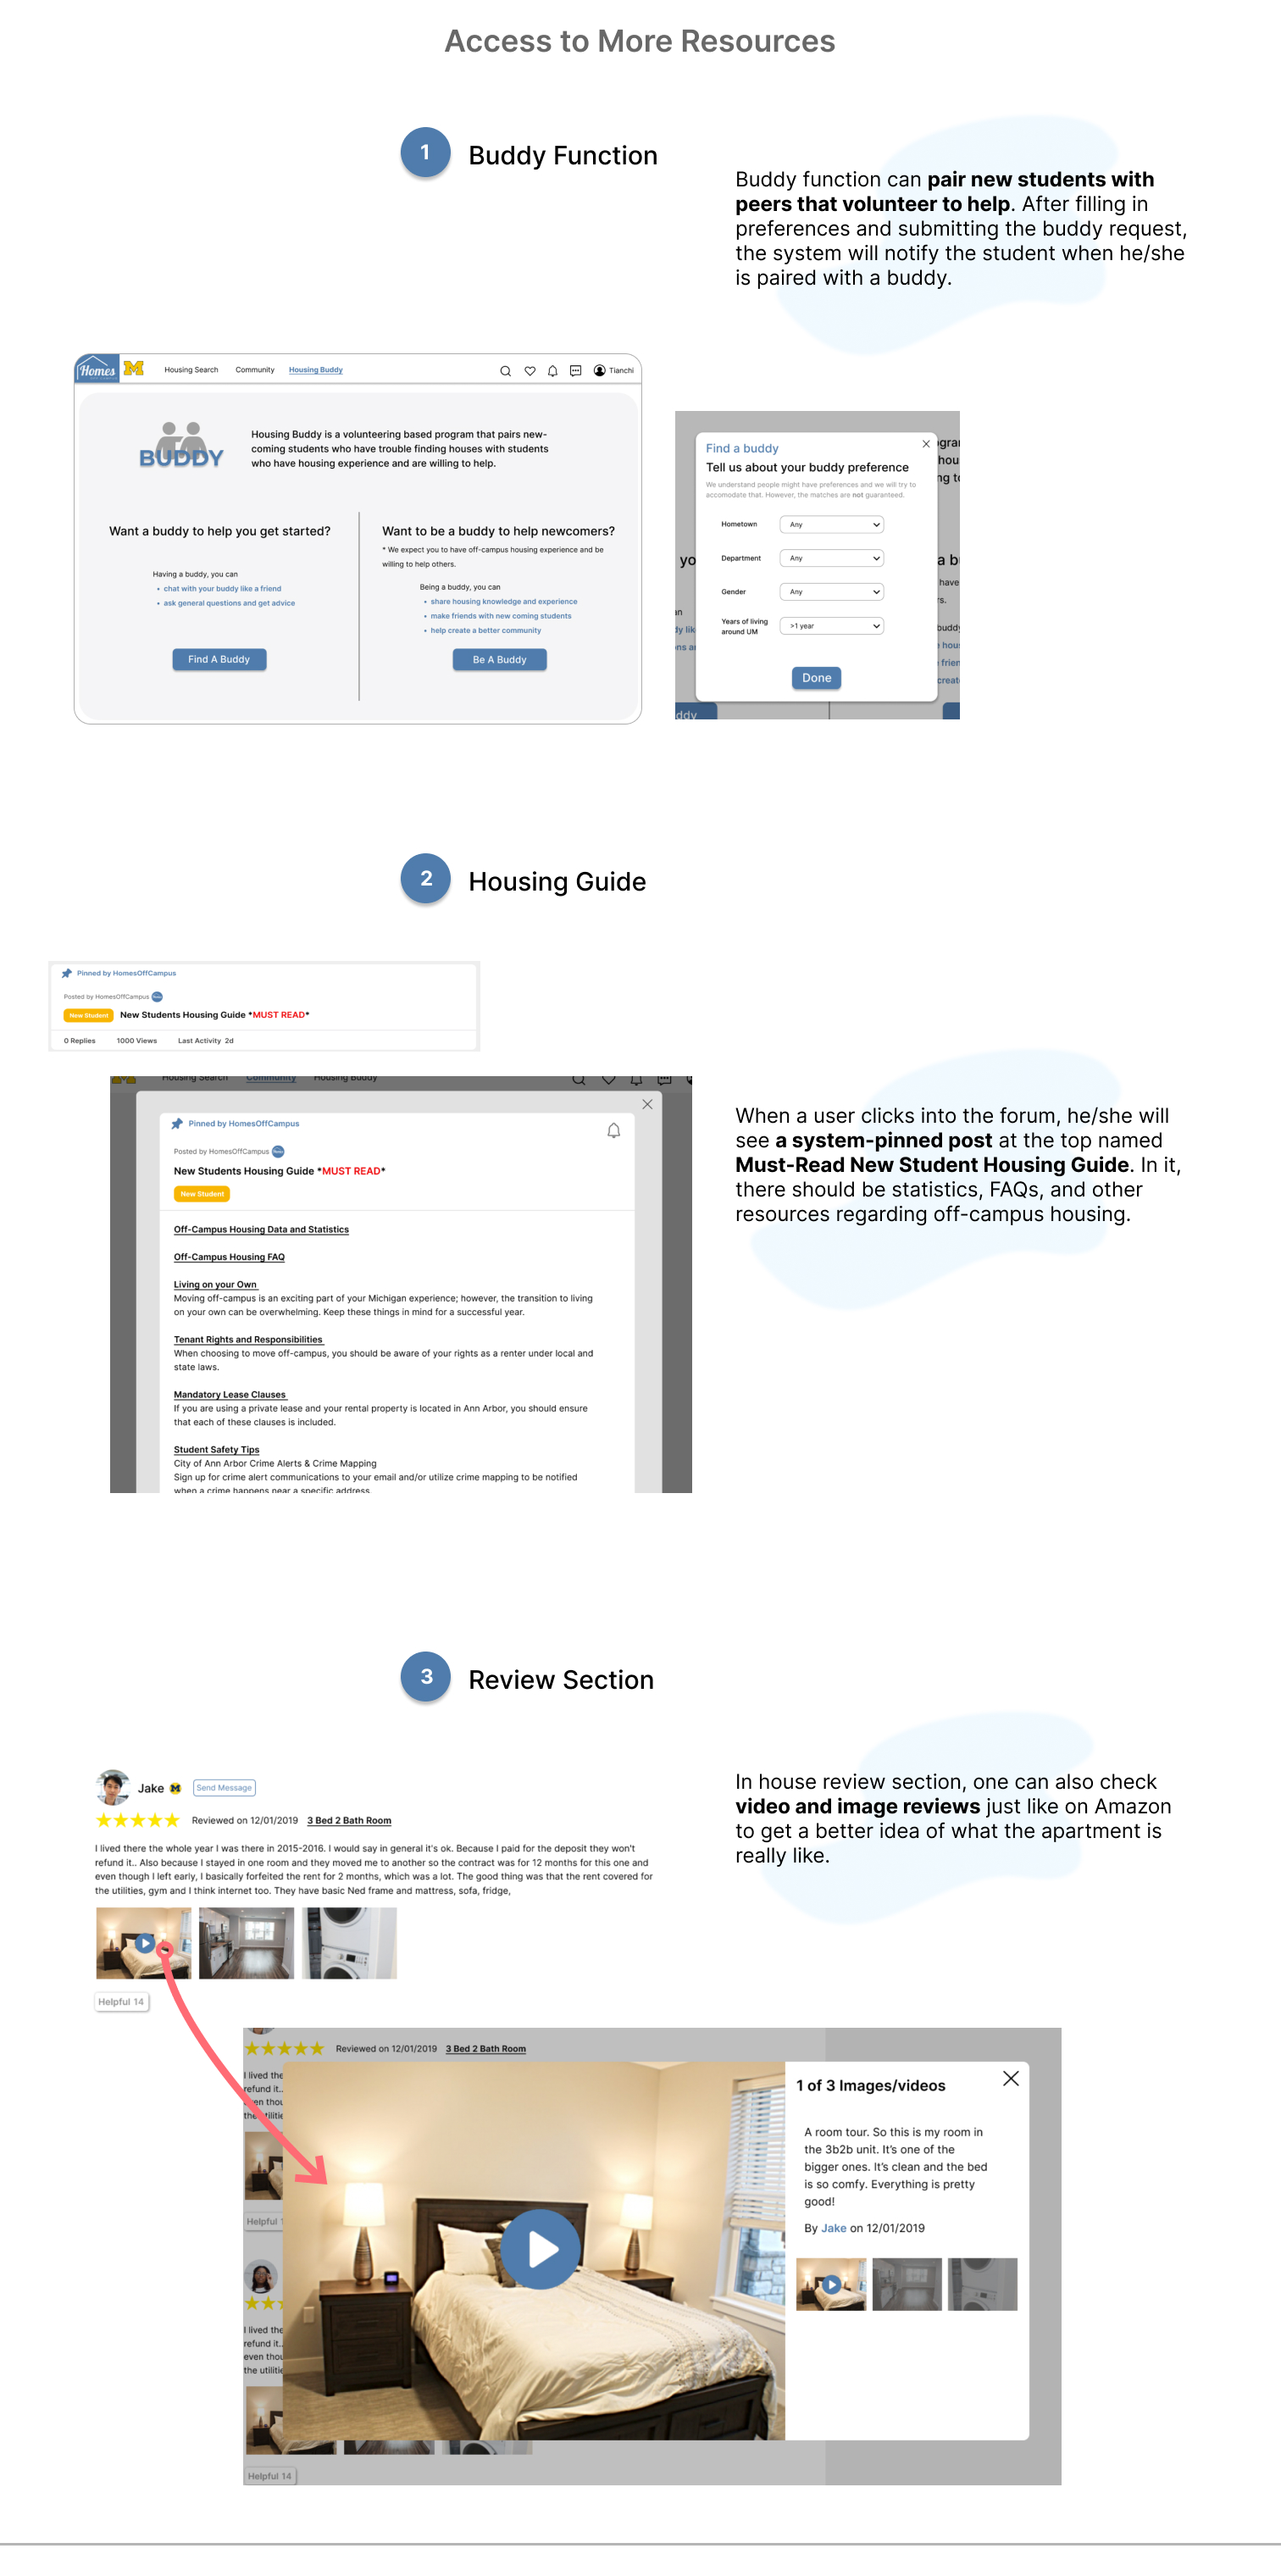 Access to More Resources
1 Buddy Function
Buddy function can pair new students with
peers that volunteer to help. After filling in
preferences and submitting the buddy request,
the system will notify the student when he/she
is paired with a buddy.
Homes M Housing Search Community Housing Buddy Tianchi
BUDDY
Housing Buddy is a volunteering based program that pairs new-
coming students who have trouble finding houses with students
who have housing experience and are willing to help.
Want a buddy to help you get started?
Having a buddy, you can
• chat with your buddy like a friend
• ask general questions and get advice
Find A Buddy
Want to be a buddy to help newcomers?
* We expect you to have off-campus housing experience and be
willing to help others.
Being a buddy, you can
• share housing knowledge and experience
• make friends with new coming students
• help create a better community
Be A Buddy
Find a buddy
Tell us about your buddy preference
We understand people might have preferences and we will try to
accomodate that. However, the matches are not guaranteed.
Hometown Any
Department Any
Gender Any
Years of living
around UM
>1 year
Done
2 Housing Guide
Pinned by HomesOffCampus
Posted by HomesOffCampus
New Student New Students Housing Guide *MUST READ*
0 Replies 1000 Views Last Activity 2d
Housing Search Community Housing Buddy
Pinned by HomesOffCampus
Posted by HomesOffCampus
New Students Housing Guide *MUST READ*
New Student
Off-Campus Housing Data and Statistics
Off-Campus Housing FAQ
Living on your Own
Moving off-campus is an exciting part of your Michigan experience; however, the transition to living
on your own can be overwhelming. Keep these things in mind for a successful year.
Tenant Rights and Responsibilities
When choosing to move off-campus, you should be aware of your rights as a renter under local and
state laws.
Mandatory Lease Clauses
If you are using a private lease and your rental property is located in Ann Arbor, you should ensure
that each of these clauses is included.
Student Safety Tips
City of Ann Arbor Crime Alerts & Crime Mapping
Sign up for crime alert communications to your email and/or utilize crime mapping to be notified
when a crime happens near a specific address.
When a user clicks into the forum, he/she will
see a system-pinned post at the top named
Must-Read New Student Housing Guide. In it,
there should be statistics, FAQs, and other
resources regarding off-campus housing.
3 Review Section
Jake M Send Message
Reviewed on 12/01/2019 3 Bed 2 Bath Room
I lived there the whole year I was there in 2015-2016. I would say in general it's ok. Because I paid for the deposit they won't
refund it.. Also because I stayed in one room and they moved me to another so the contract was for 12 months for this one and
even though I left early, I basically forfeited the rent for 2 months, which was a lot. The good thing was that the rent covered for
the utilities, gym and I think internet too. They have basic Ned frame and mattress, sofa, fridge,
Helpful 14
In house review section, one can also check
video and image reviews just like on Amazon
to get a better idea of what the apartment is
really like.
Reviewed on 12/01/2019 3 Bed 2 Bath Room
I lived the
refund it..
even thou
the utilitie
Helpful 1
I lived the
refund it..
even thou
the utilitie
Helpful 14
1 of 3 Images/videos
A room tour. So this is my room in
the 3b2b unit. It's one of the
bigger ones. It's clean and the bed
is so comfy. Everything is pretty
good!
By Jake on 12/01/2019